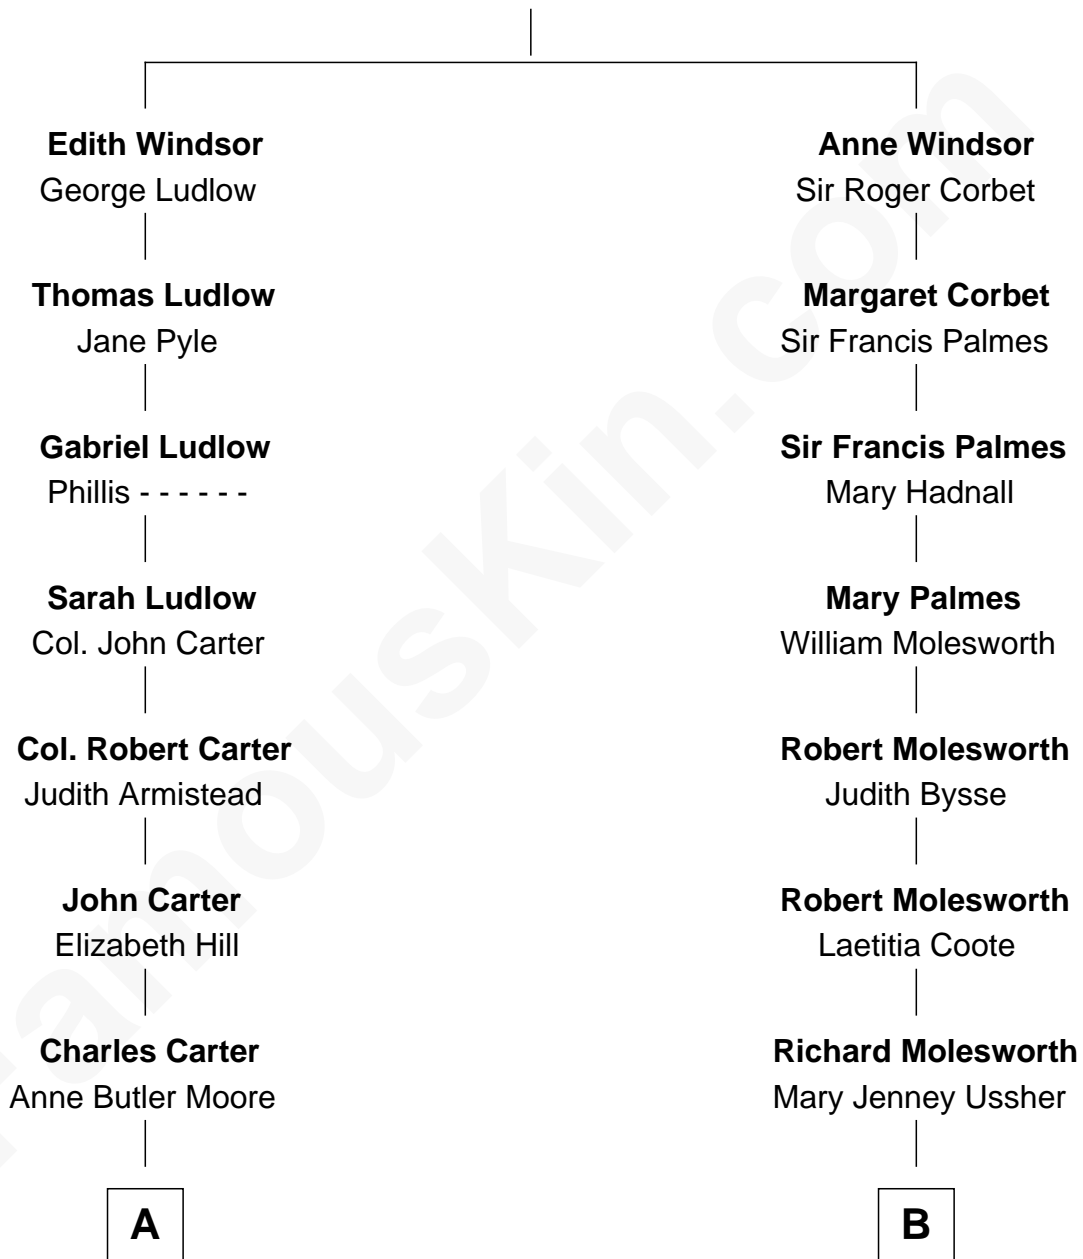 Edith Windsor
George Ludlow
Thomas Ludlow
Jane Pyle
Gabriel Ludlow
Phillis - - - - - -
Sarah Ludlow
Col. John Carter
Col. Robert Carter
Judith Armistead
John Carter
Elizabeth Hill
Charles Carter
Anne Butler Moore
A
Anne Windsor
Sir Roger Corbet
Margaret Corbet
Sir Francis Palmes
Sir Francis Palmes
Mary Hadnall
Mary Palmes
William Molesworth
Robert Molesworth
Judith Bysse
Robert Molesworth
Laetitia Coote
Richard Molesworth
Mary Jenney Ussher
B
FamousKin.com